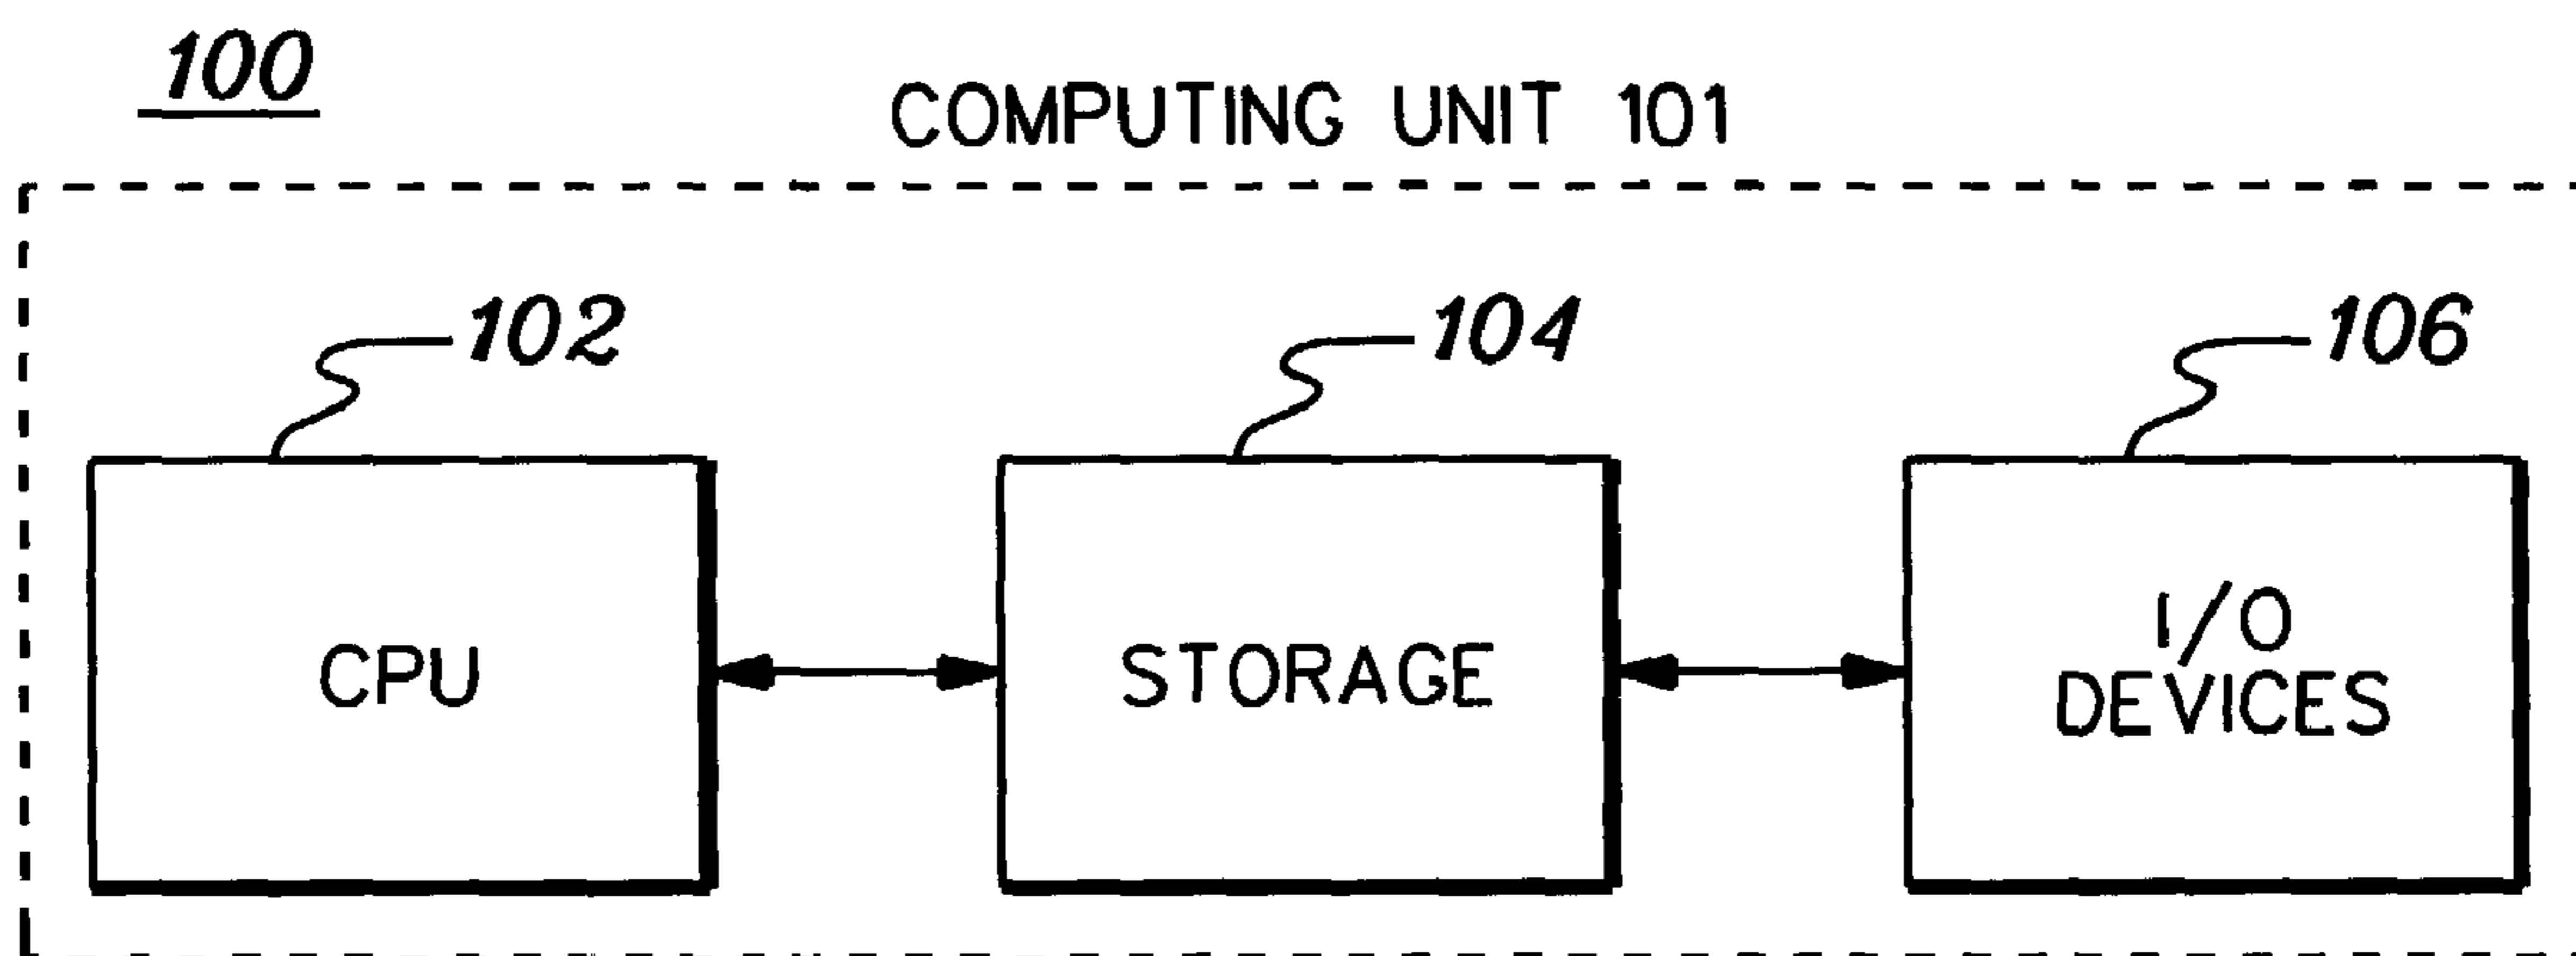 100
COMPUTING UNIT 101
102
104
106
CPU
STORAGE
I/O
DEVICES